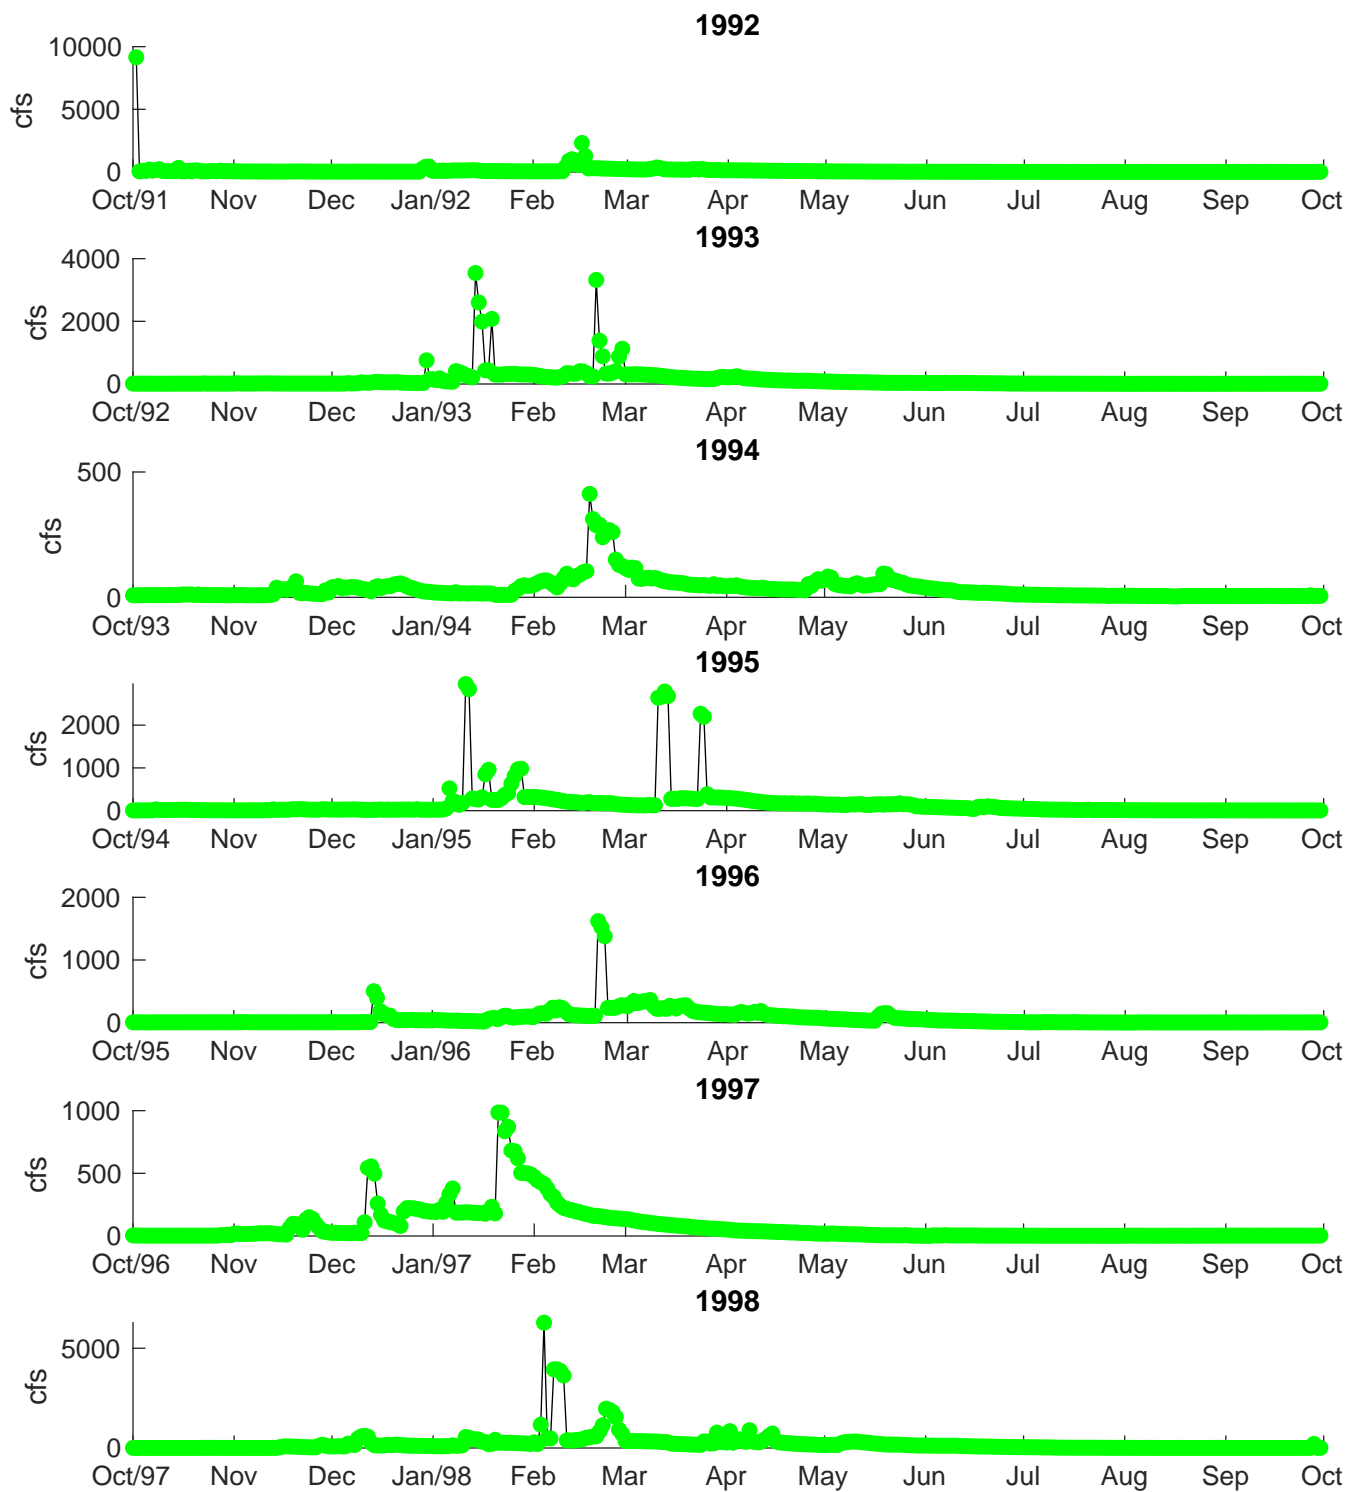 1992
10000
5000
0
cfs
Oct/91 Nov Dec Jan/92 Feb Mar Apr May Jun Jul Aug Sep Oct
1993
4000
2000
0
cfs
Oct/92 Nov Dec Jan/93 Feb Mar Apr May Jun Jul Aug Sep Oct
1994
500
0
cfs
Oct/93 Nov Dec Jan/94 Feb Mar Apr May Jun Jul Aug Sep Oct
1995
2000
1000
0
cfs
Oct/94 Nov Dec Jan/95 Feb Mar Apr May Jun Jul Aug Sep Oct
1996
2000
1000
0
cfs
Oct/95 Nov Dec Jan/96 Feb Mar Apr May Jun Jul Aug Sep Oct
1997
1000
500
0
cfs
Oct/96 Nov Dec Jan/97 Feb Mar Apr May Jun Jul Aug Sep Oct
1998
5000
0
cfs
Oct/97 Nov Dec Jan/98 Feb Mar Apr May Jun Jul Aug Sep Oct